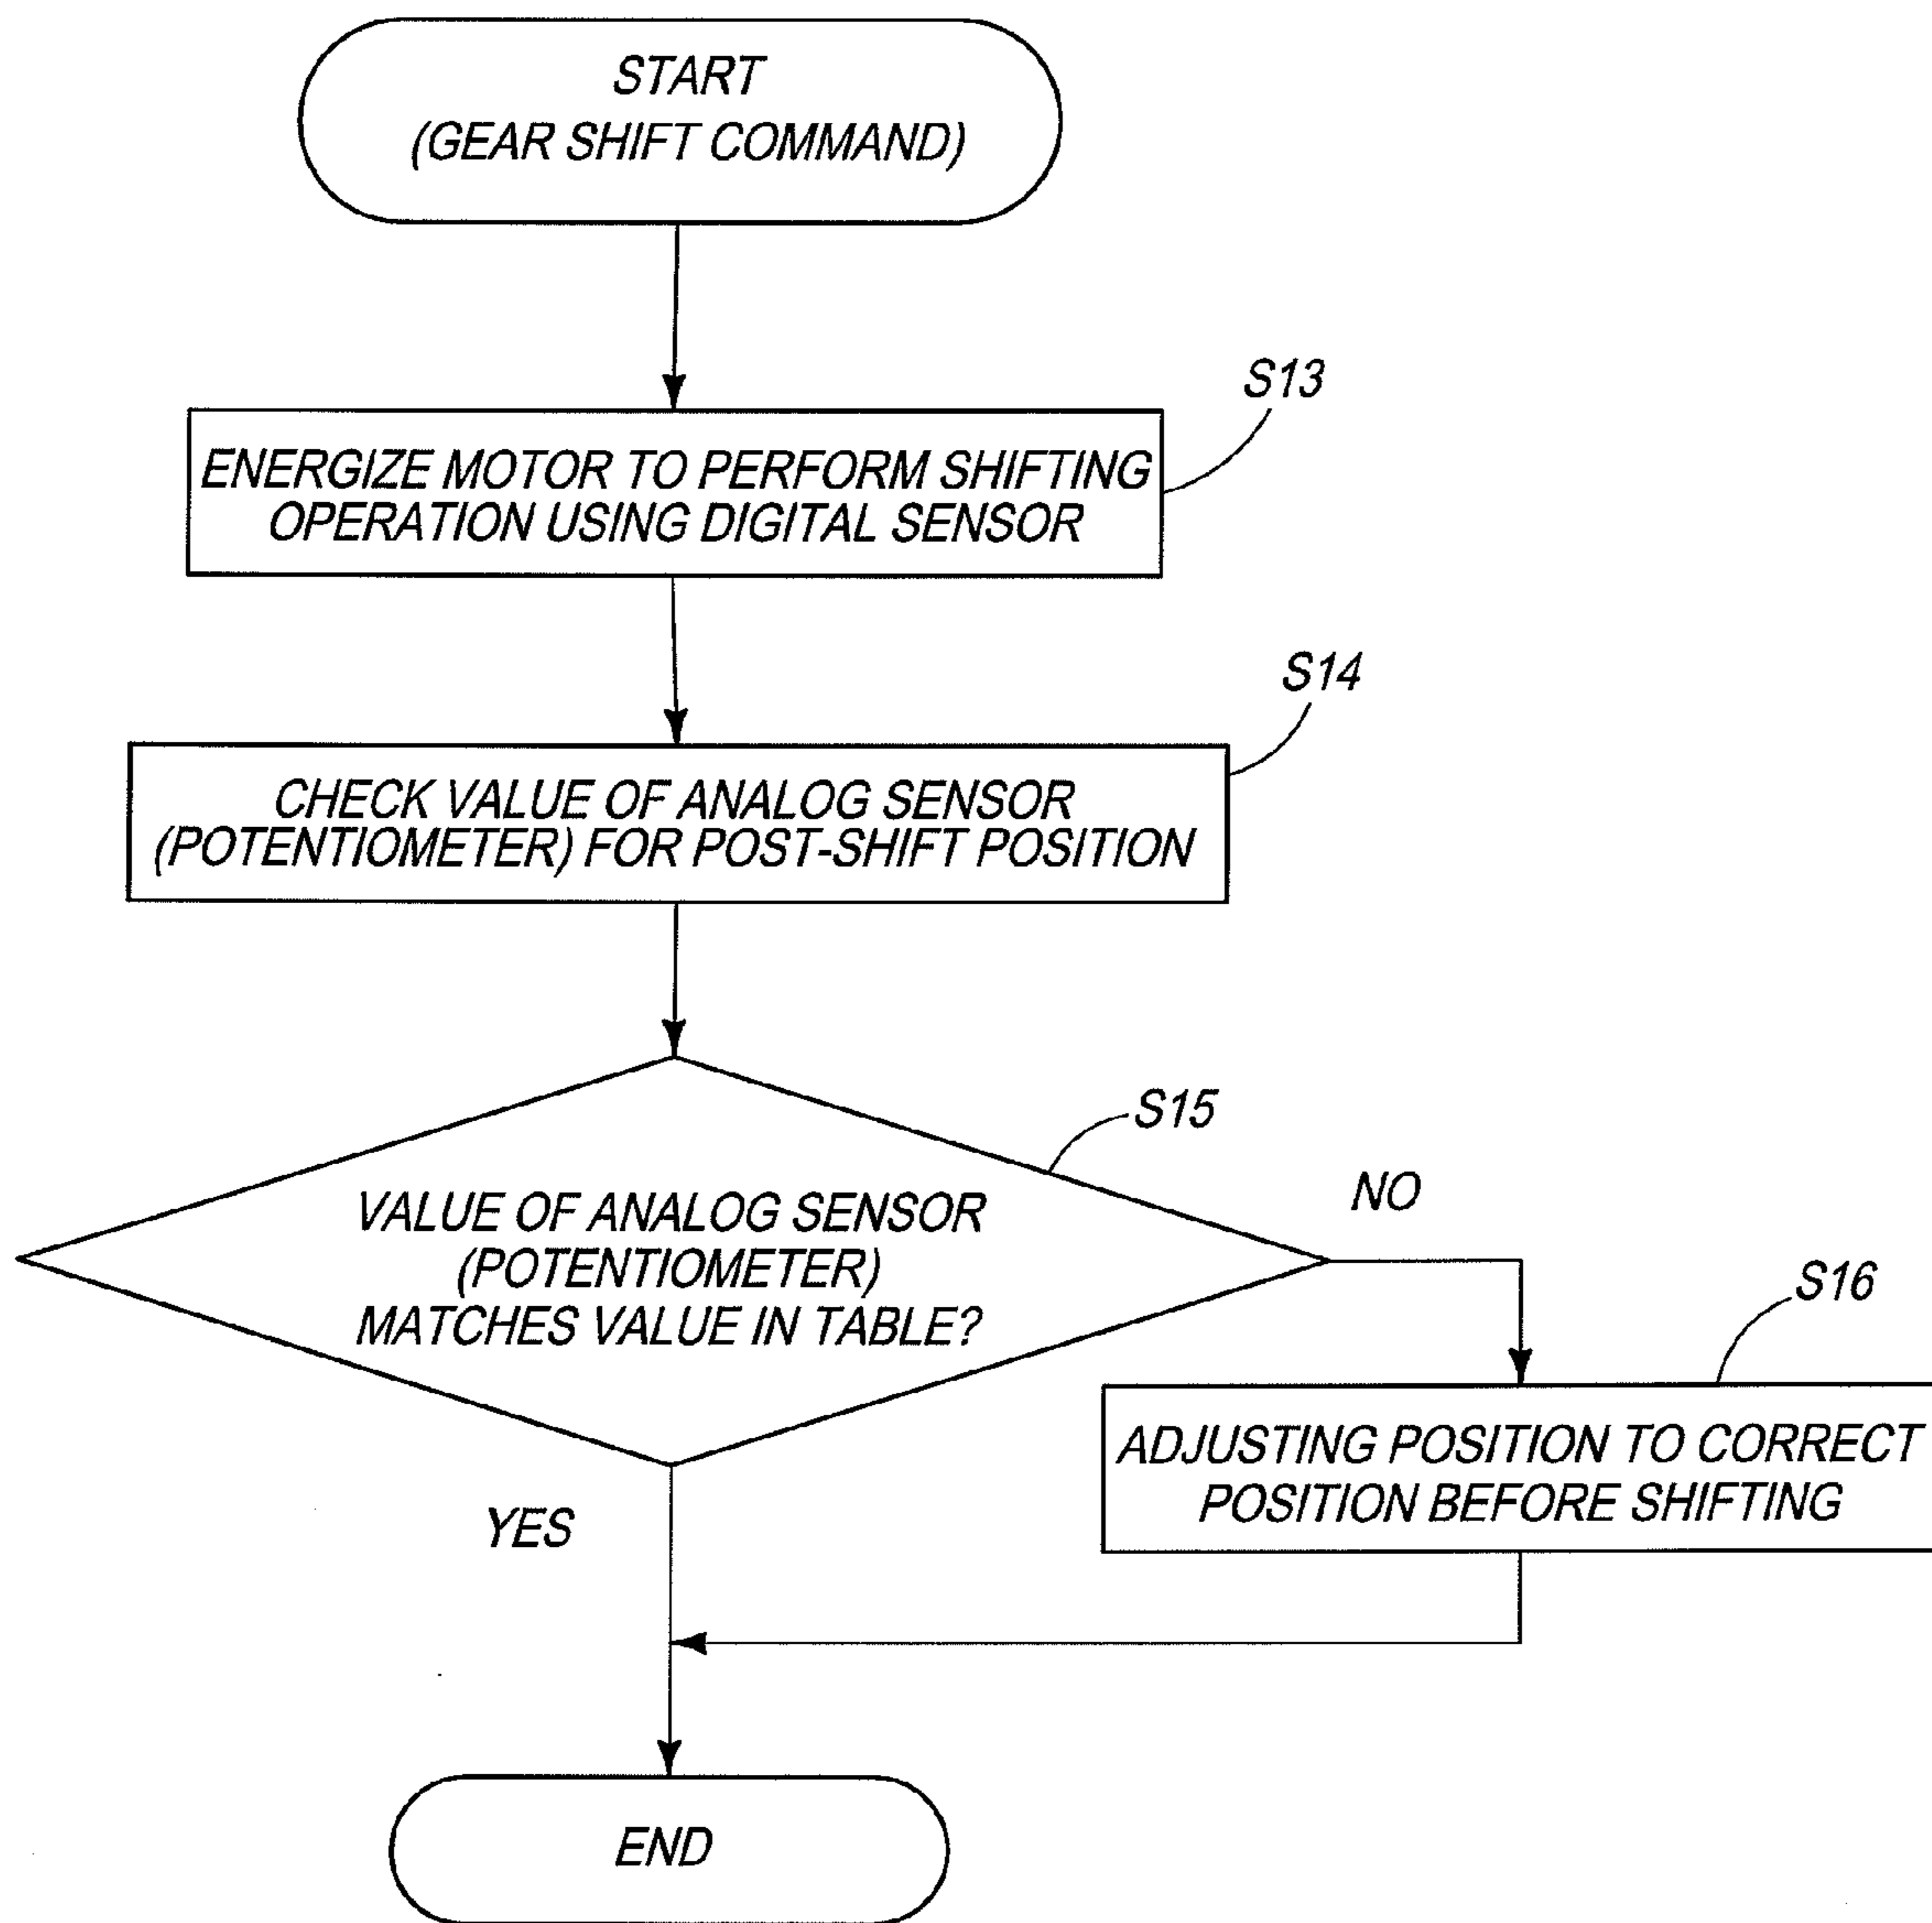 START
(GEAR SHIFT COMMAND)
S13
ENERGIZE MOTOR TO PERFORM SHIFTING
OPERATION USING DIGITAL SENSOR
S14
CHECK VALUE OF ANALOG SENSOR
(POTENTIOMETER) FOR POST-SHIFT POSITION
S15
VALUE OF ANALOG SENSOR
(POTENTIOMETER)
MATCHES VALUE IN TABLE?
NO
S16
ADJUSTING POSITION TO CORRECT
POSITION BEFORE SHIFTING
YES
END